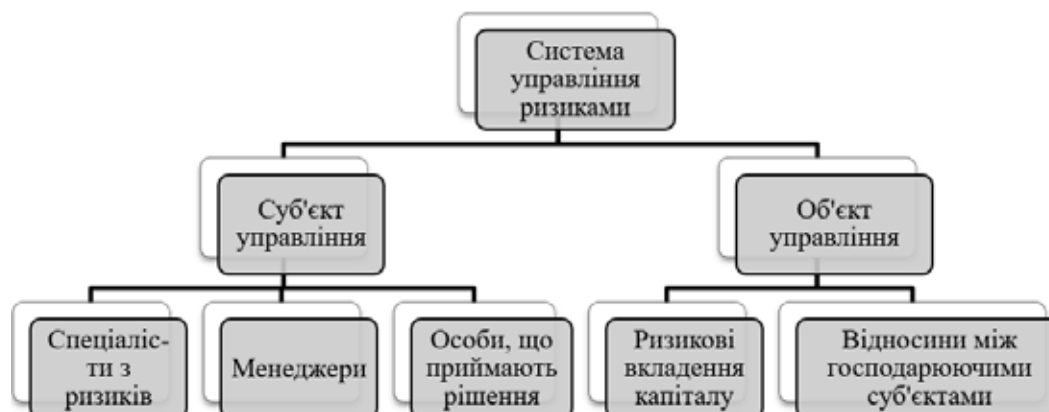 Система
управління
ризиками
Суб'єкт
управління
Об'єкт
управління
Спеціаліс-
ти з
ризиків
Менеджери
Особи, що
приймають
рішення
Ризикові
вкладення
капіталу
Відносини між
господарюючими
суб'єктами